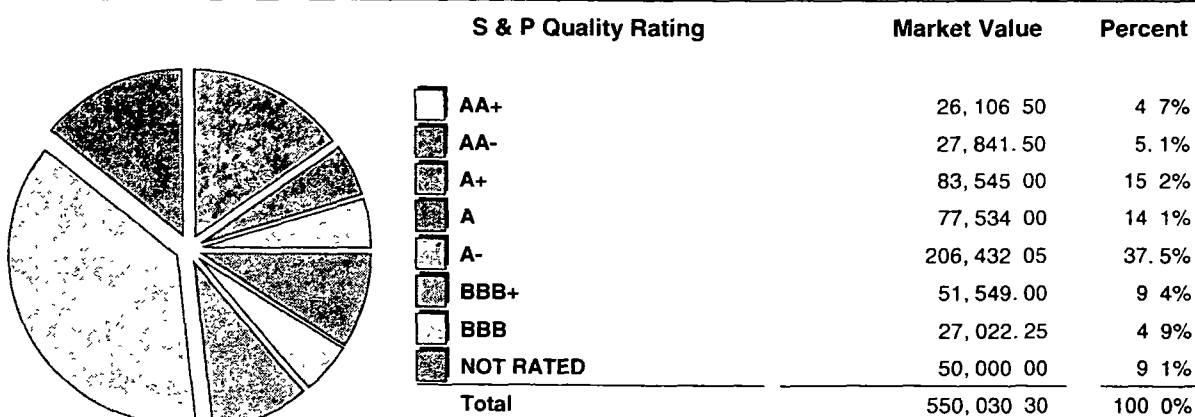 S & P Quality Rating Market Value Percent
AA+ 26, 106 50 4 7%
AA- 27, 841. 50 5. 1%
A+ 83, 545 00 15 2%
A 77, 534 00 14 1%
A- 206, 432 05 37. 5%
BBB+ 51, 549. 00 9 4%
BBB 27, 022. 25 4 9%
NOT RATED 50, 000 00 9 1%
Total 550, 030 30 100 0%